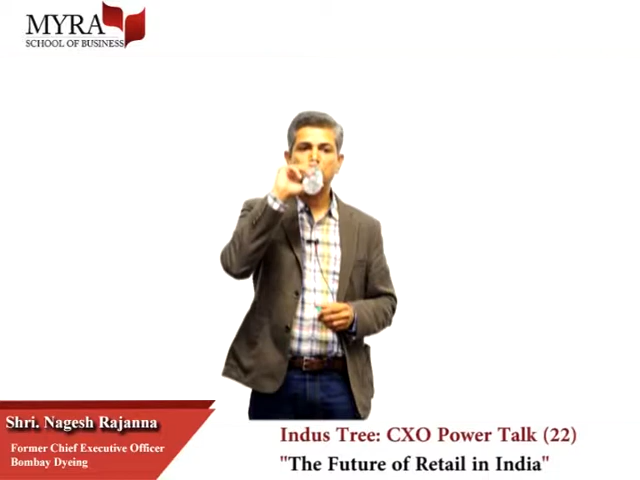 MYRA
SCHOOL OF BUSINESS
Shri. Nagesh Rajanna
Former Chief Executive Officer
Bombay Dyeing
Indus Tree: CXO Power Talk (22)
"The Future of Retail in India"